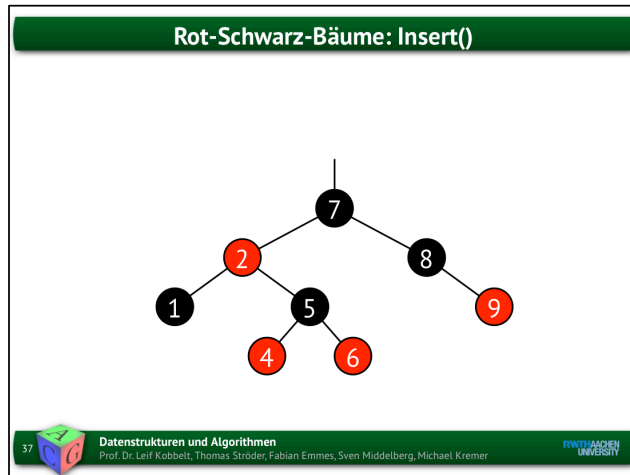 Rot-Schwarz-Bäume: Insert()
7
2
8
1
5
9
4
6
37
A
C
G
Datenstrukturen und Algorithmen
Prof. Dr. Leif Kobbelt, Thomas Ströder, Fabian Emmes, Sven Middelberg, Michael Kremer
RWTHAACHEN
UNIVERSITY